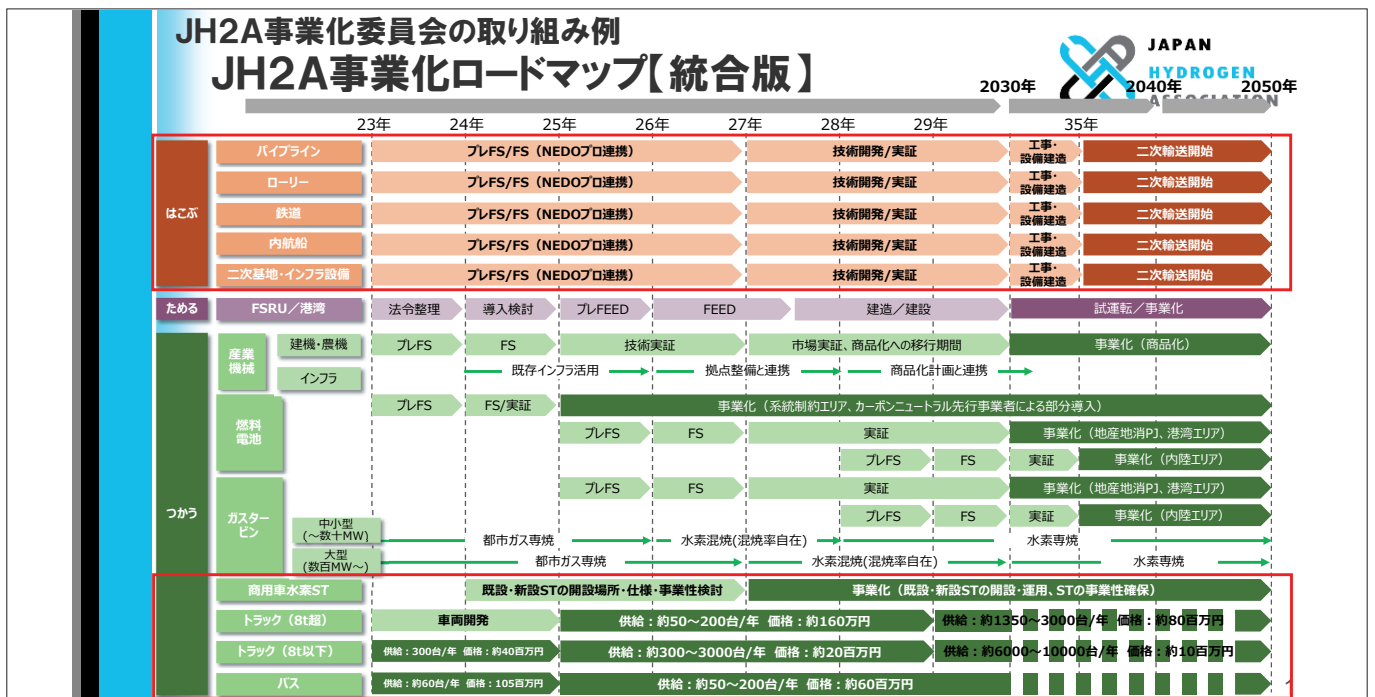 JH2A事業化委員会の取り組み例
JH2A事業化ロードマップ【統合版】
JAPAN
HYDROGEN
ASSOCIATION
2030年 2040年 2050年
23年 24年 25年 26年 27年 28年 29年 35年
はこぶ
パイプライン プレFS/FS（NEDOプロ連携） 技術開発/実証 工事・設備建造 二次輸送開始
ローリー プレFS/FS（NEDOプロ連携） 技術開発/実証 工事・設備建造 二次輸送開始
鉄道 プレFS/FS（NEDOプロ連携） 技術開発/実証 工事・設備建造 二次輸送開始
内航船 プレFS/FS（NEDOプロ連携） 技術開発/実証 工事・設備建造 二次輸送開始
二次基地・インフラ設備 プレFS/FS（NEDOプロ連携） 技術開発/実証 工事・設備建造 二次輸送開始
ためる FSRU／港湾 法令整理 導入検討 プレFEED FEED 建造／建設 試運転／事業化
つかう
産業機械
建機・農機 プレFS FS 技術実証 市場実証、商品化への移行期間 事業化（商品化）
インフラ 既存インフラ活用 拠点整備と連携 商品化計画と連携
燃料電池
プレFS FS/実証 事業化（系統制約エリア、カーボンニュートラル先行事業者による部分導入）
プレFS FS 実証 事業化（地産地消PJ、港湾エリア）
プレFS FS 実証 事業化（内陸エリア）
ガスタービン
プレFS FS 実証 事業化（地産地消PJ、港湾エリア）
プレFS FS 実証 事業化（内陸エリア）
中小型
(～数十MW) 都市ガス専焼 水素混焼(混焼率自在) 水素専焼
大型
(数百MW～) 都市ガス専焼 水素混焼(混焼率自在) 水素専焼
商用車水素ST 既設・新設STの開設場所・仕様・事業性検討 事業化（既設・新設STの開設・運用、STの事業性確保）
トラック（8t超） 車両開発 供給：約50～200台/年 価格：約160万円 供給：約1350～3000台/年 価格：約80百万円
トラック（8t以下） 供給：300台/年 価格：約40百万円 供給：約300～3000台/年 価格：約20百万円 供給：約6000～10000台/年 価格：約10百万円
バス 供給：約60台/年 価格：105百万円 供給：約50～200台/年 価格：約60百万円